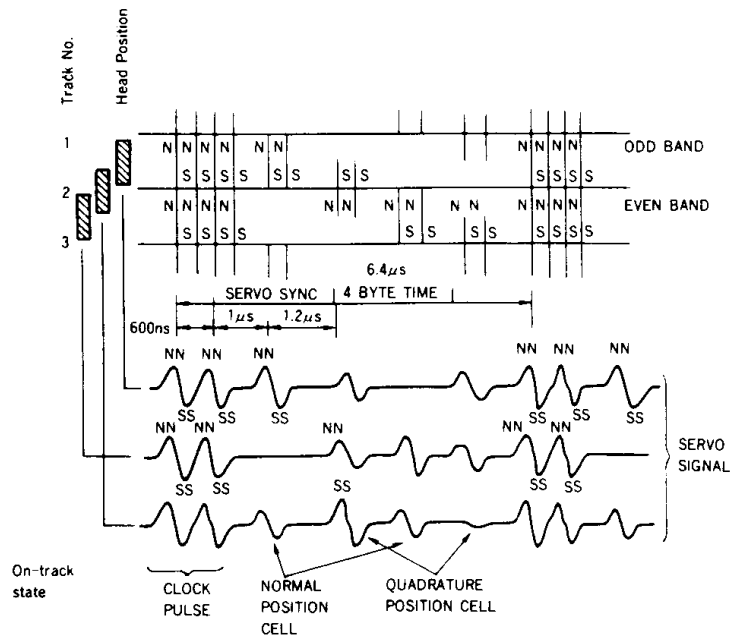 Track No.
Head Position
1
N N N N N N N N N N ODD BAND
S S S S S S S S S S
2
N N N N N N N N N N N N N EVEN BAND
S S S S S S S S S S S S
3
6.4μs
SERVO SYNC 4 BYTE TIME
600ns 1μs 1.2μs
NN NN NN NN NN NN
SS SS SS SS SS SS
NN NN NN NN NN
SS SS SS SS SS
SERVO SIGNAL
On-track state
CLOCK PULSE
NORMAL POSITION CELL
QUADRATURE POSITION CELL